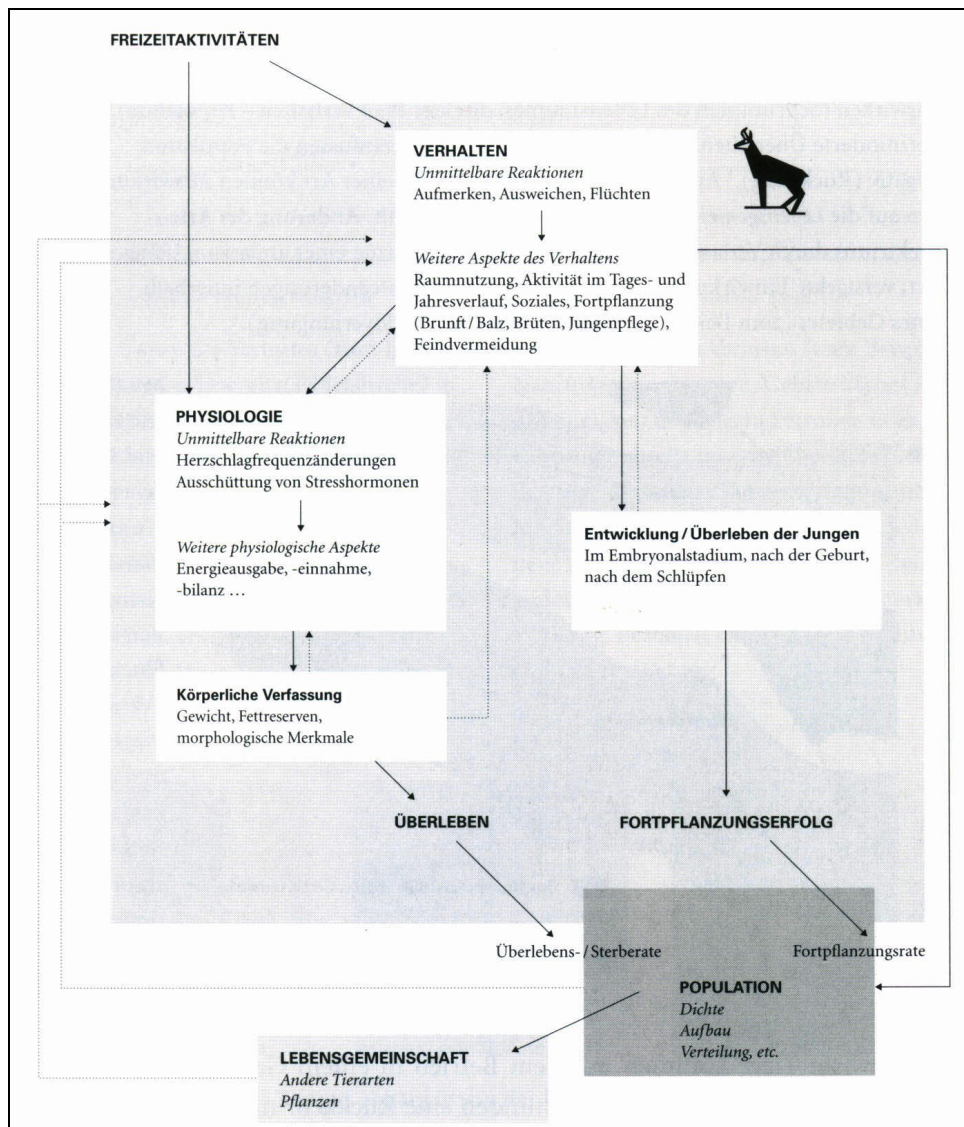 FREIZEITAKTIVITÄTEN
VERHALTEN
Unmittelbare Reaktionen
Aufmerken, Ausweichen, Flüchten
Weitere Aspekte des Verhaltens
Raumnutzung, Aktivität im Tages- und
Jahresverlauf, Soziales, Fortpflanzung
(Brunft / Balz, Brüten, Jungenpflege),
Feindvermeidung
PHYSIOLOGIE
Unmittelbare Reaktionen
Herzschlagfrequenzänderungen
Ausschüttung von Stresshormonen
Weitere physiologische Aspekte
Energieausgabe, -einnahme,
-bilanz …
Entwicklung / Überleben der Jungen
Im Embryonalstadium, nach der Geburt,
nach dem Schlüpfen
Körperliche Verfassung
Gewicht, Fettreserven,
morphologische Merkmale
ÜBERLEBEN
FORTPFLANZUNGSERFOLG
Überlebens- / Sterberate
Fortpflanzungsrate
POPULATION
Dichte
Aufbau
Verteilung, etc.
LEBENSGEMEINSCHAFT
Andere Tierarten
Pflanzen